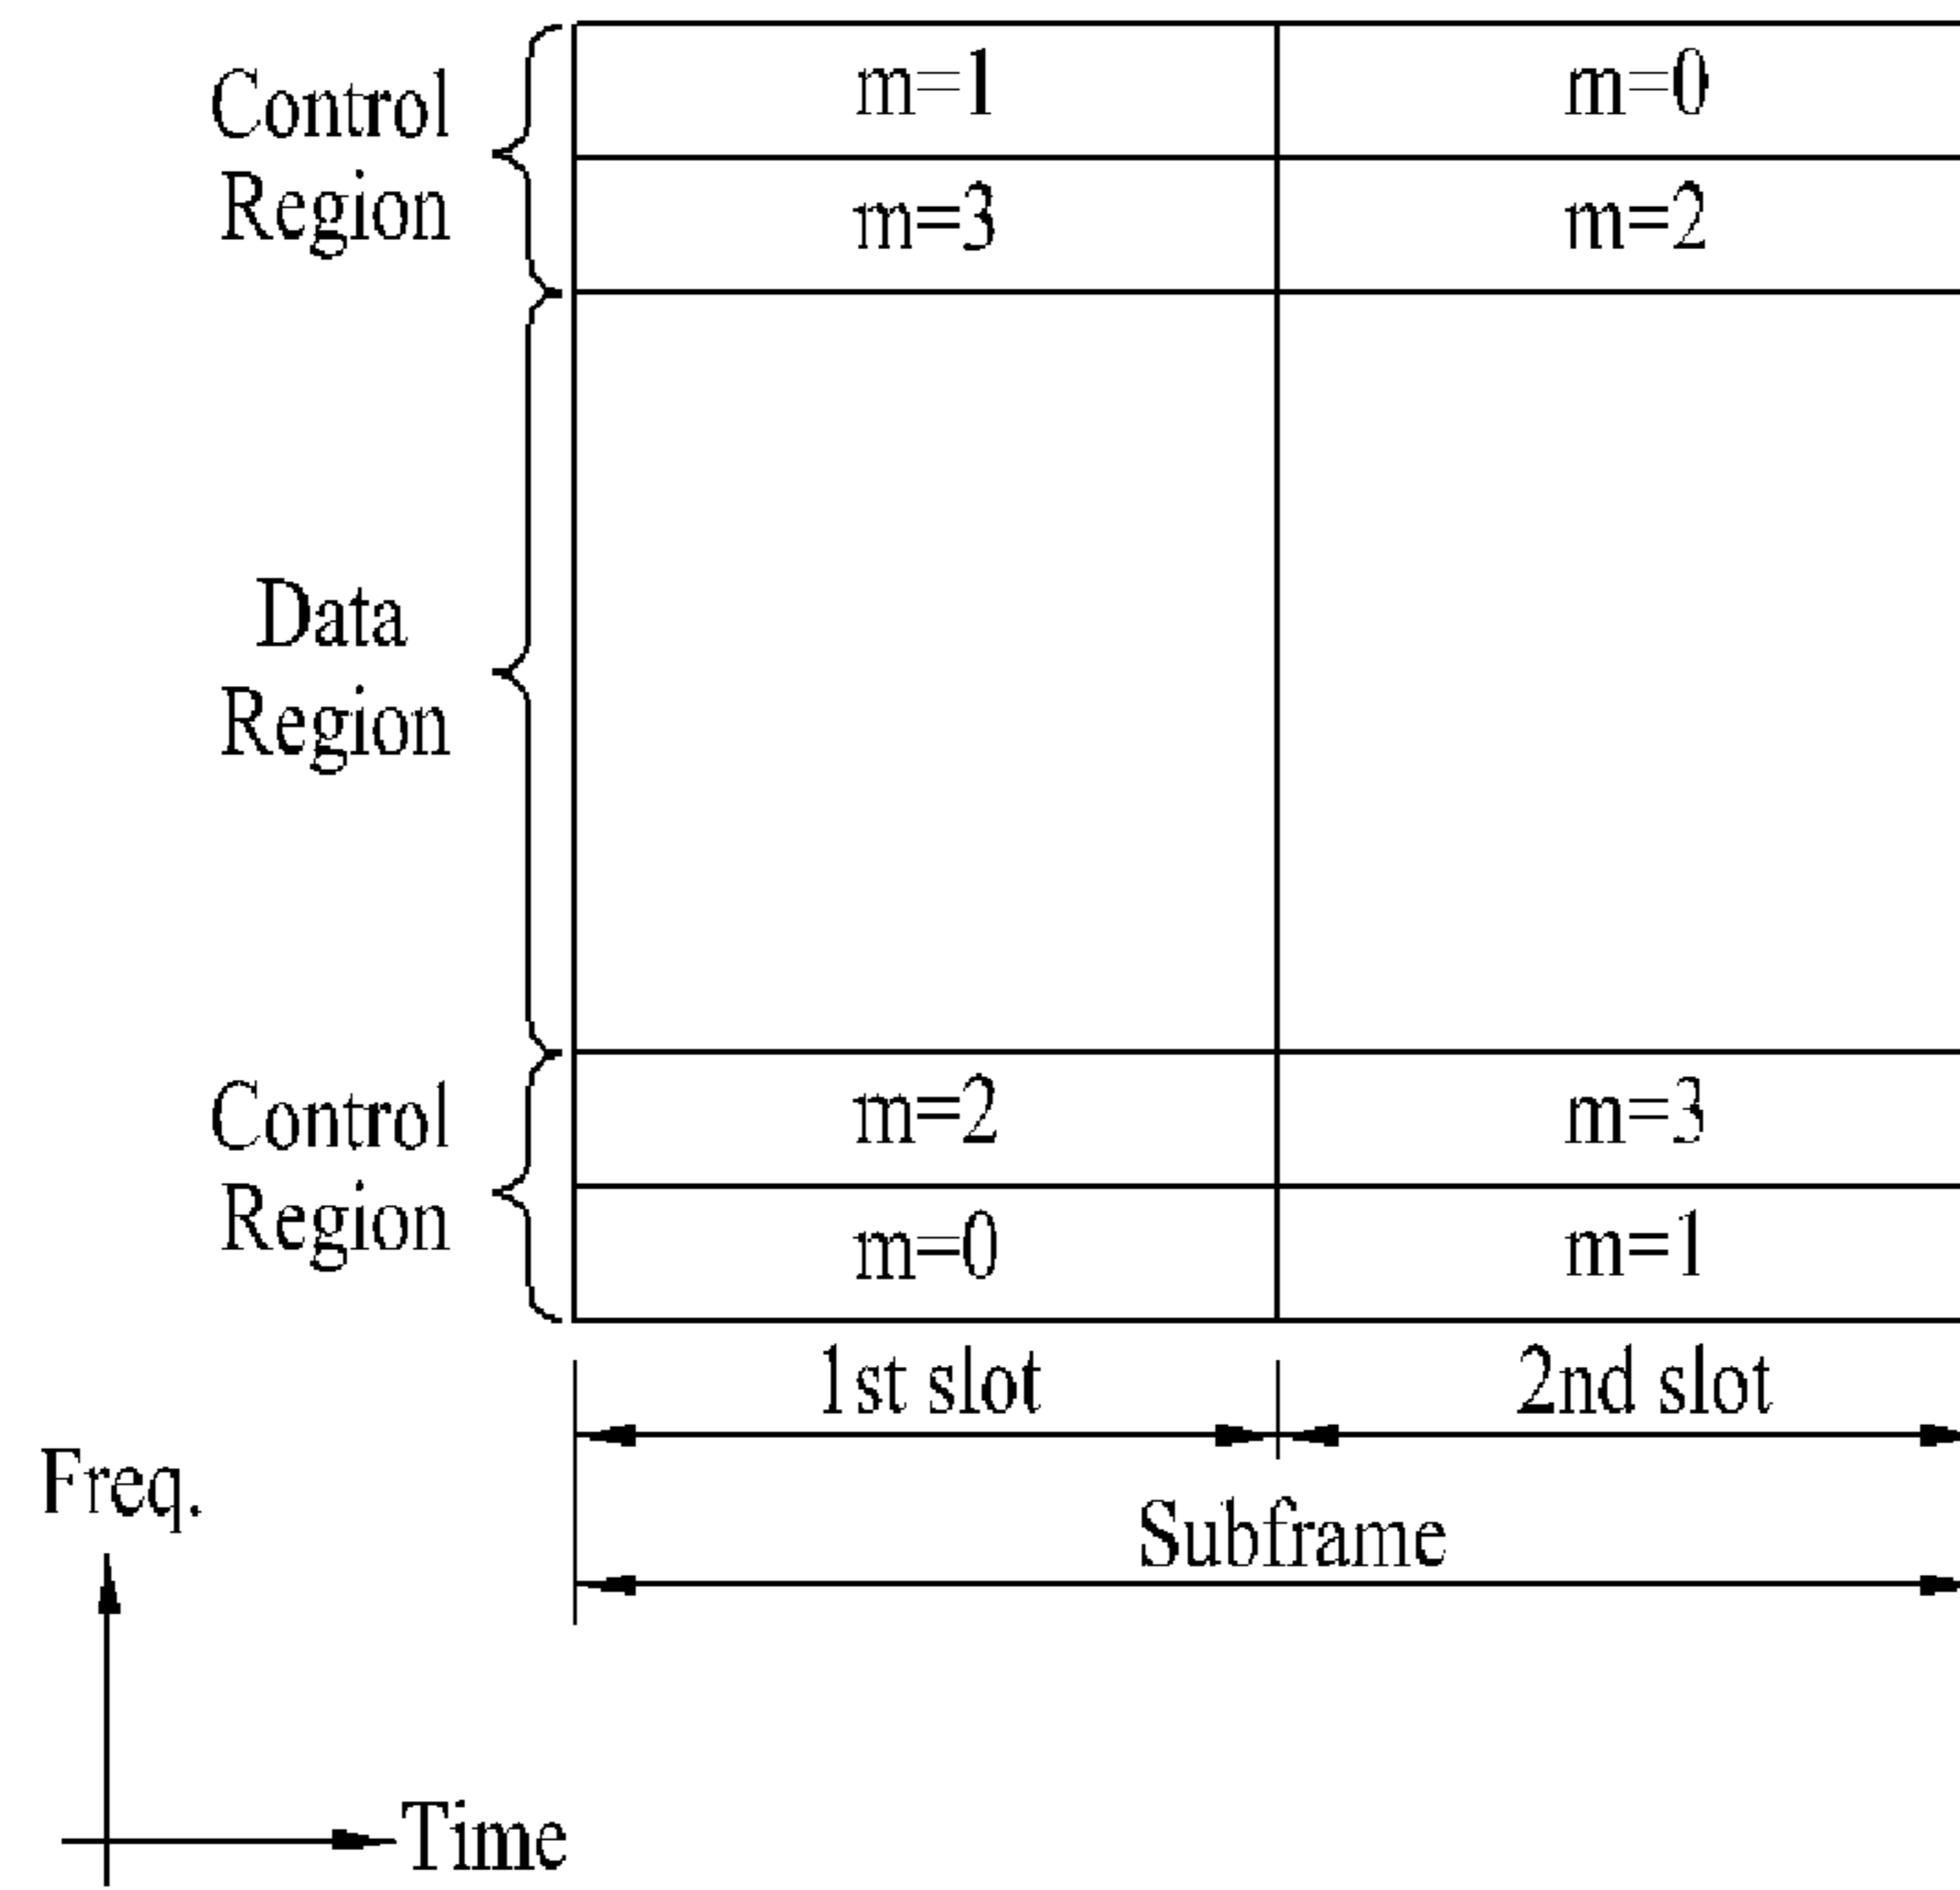 Control
Region
m=1
m=0
m=3
m=2
Data
Region
Control
Region
m=2
m=3
m=0
m=1
1st slot
2nd slot
Subframe
Freq.
Time